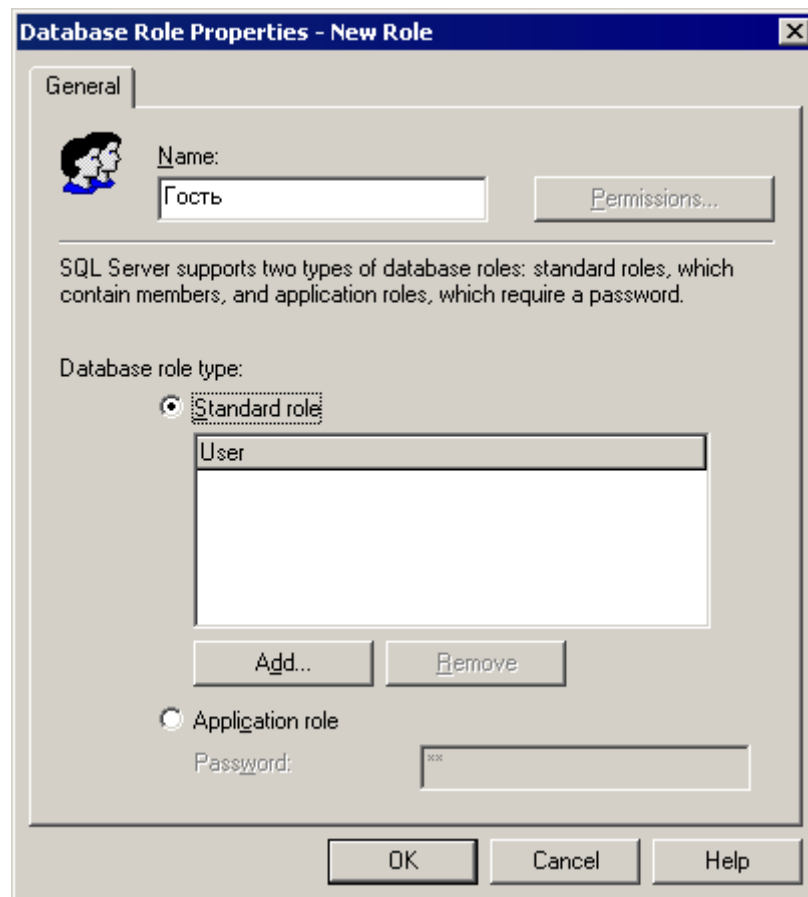 Database Role Properties - New Role
General
Name:
Гость
Permissions...
SQL Server supports two types of database roles: standard roles, which
contain members, and application roles, which require a password.
Database role type:
Standard role
User
Add...
Remove
Application role
Password:
**
OK
Cancel
Help